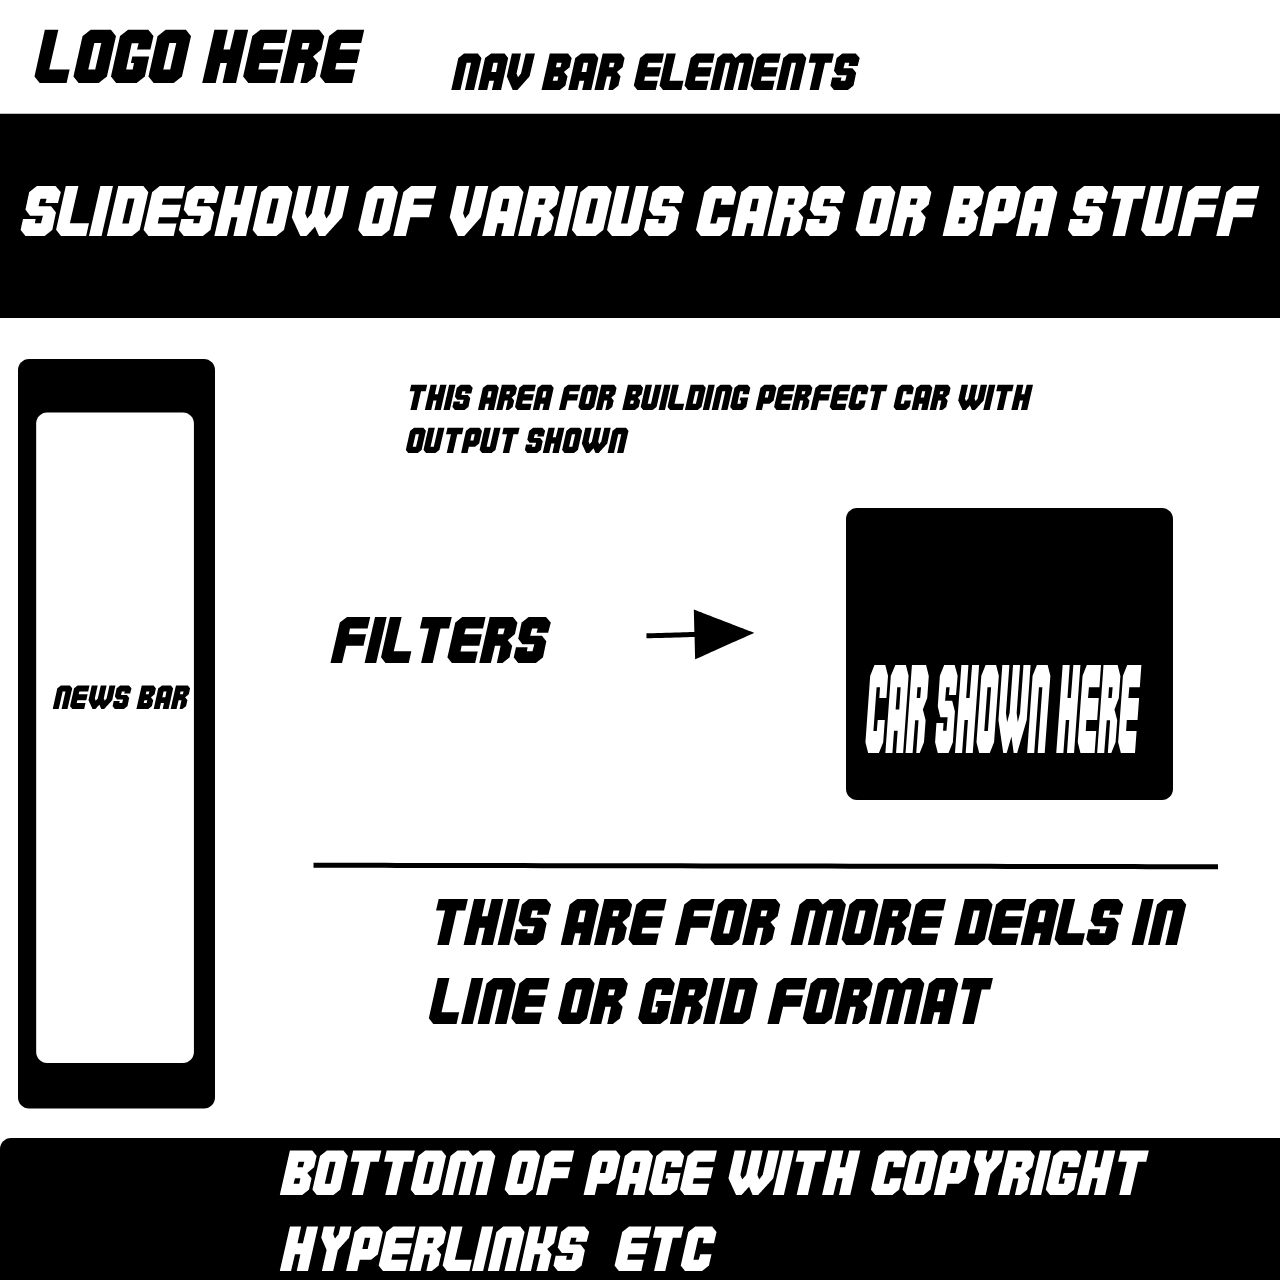 LOGO HERE
NAV BAR ELEMENTS
SLIDESHOW OF VARIOUS CARS OR BPA STUFF
THIS AREA FOR BUILDING PERFECT CAR WITH
OUTPUT SHOWN
FILTERS
CAR SHOWN HERE
NEWS BAR
THIS ARE FOR MORE DEALS IN
LINE OR GRID FORMAT
BOTTOM OF PAGE WITH COPYRIGHT
HYPERLINKS ETC